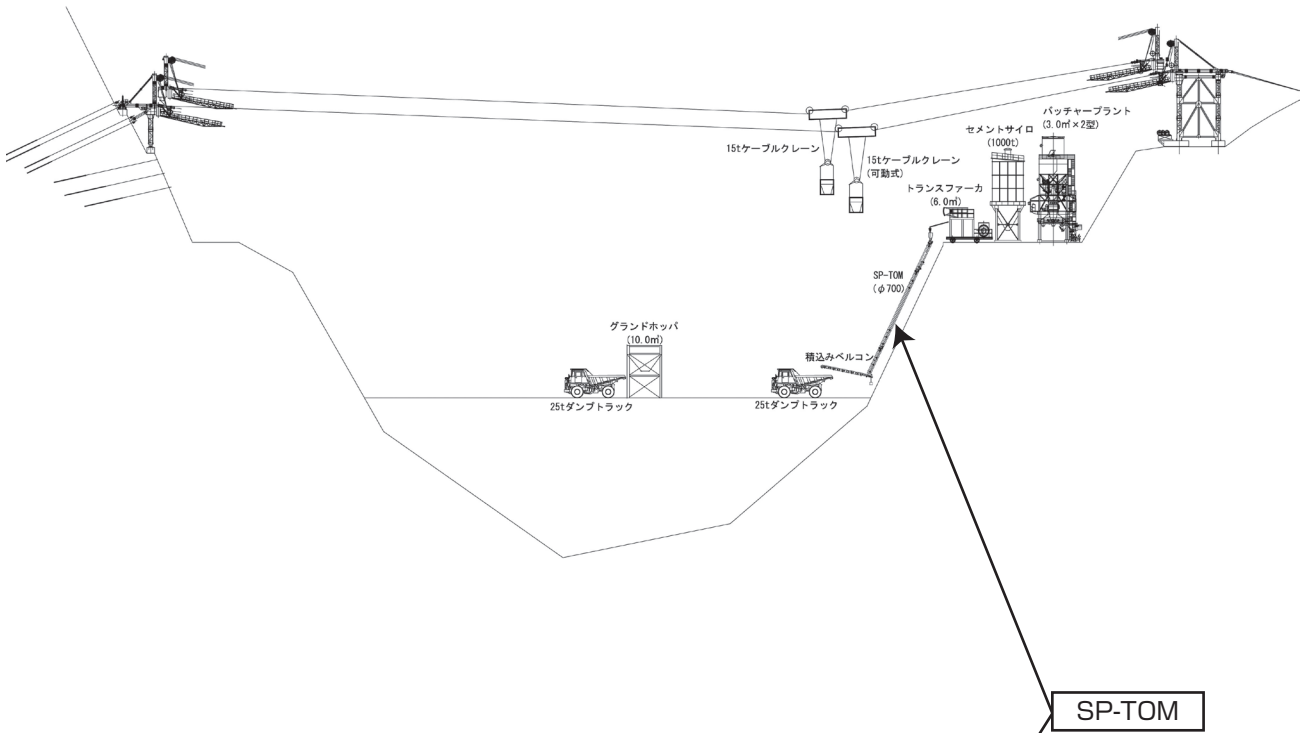 バッチャープラント
(3.0㎥×2型)
セメントサイロ
(1000t)
15tケーブルクレーン
15tケーブルクレーン
(可動式)
トランスファーカ
(6.0㎥)
SP-TOM
(φ700)
グランドホッパ
(10.0㎥)
積込みベルコン
25tダンプトラック
25tダンプトラック
SP-TOM